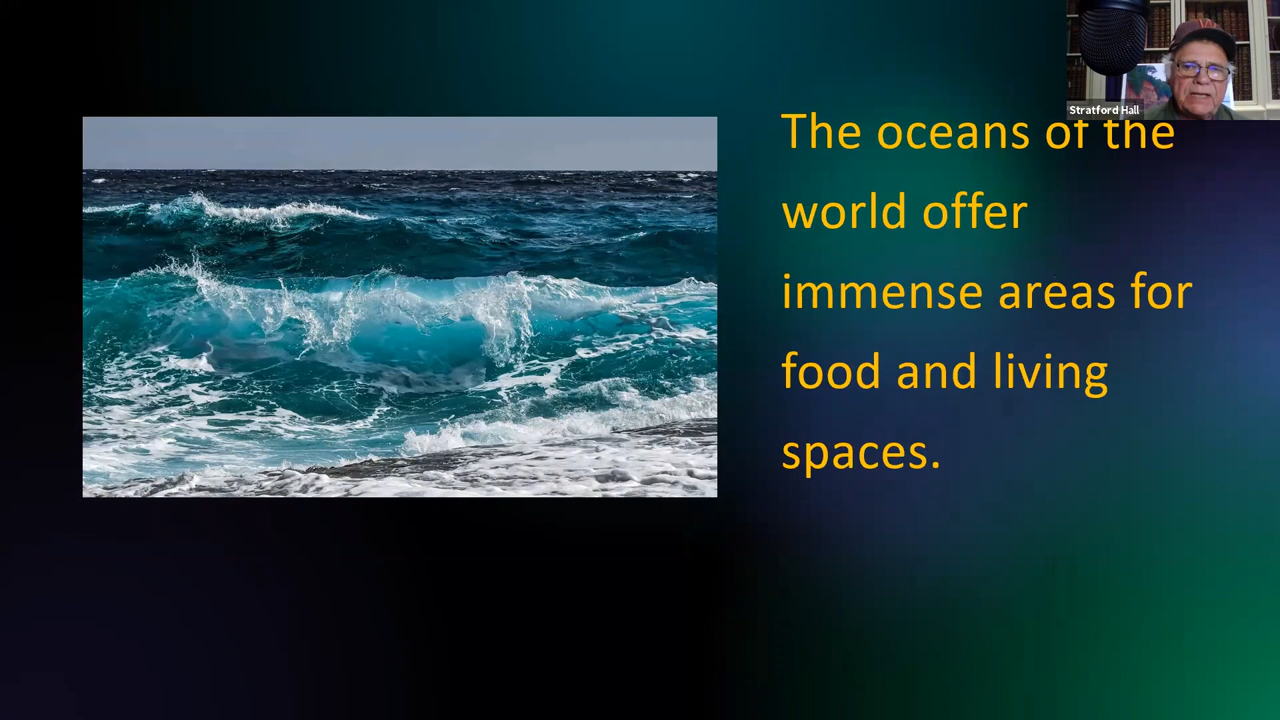 Stratford Hall
The oceans of the
world offer
immense areas for
food and living
spaces.